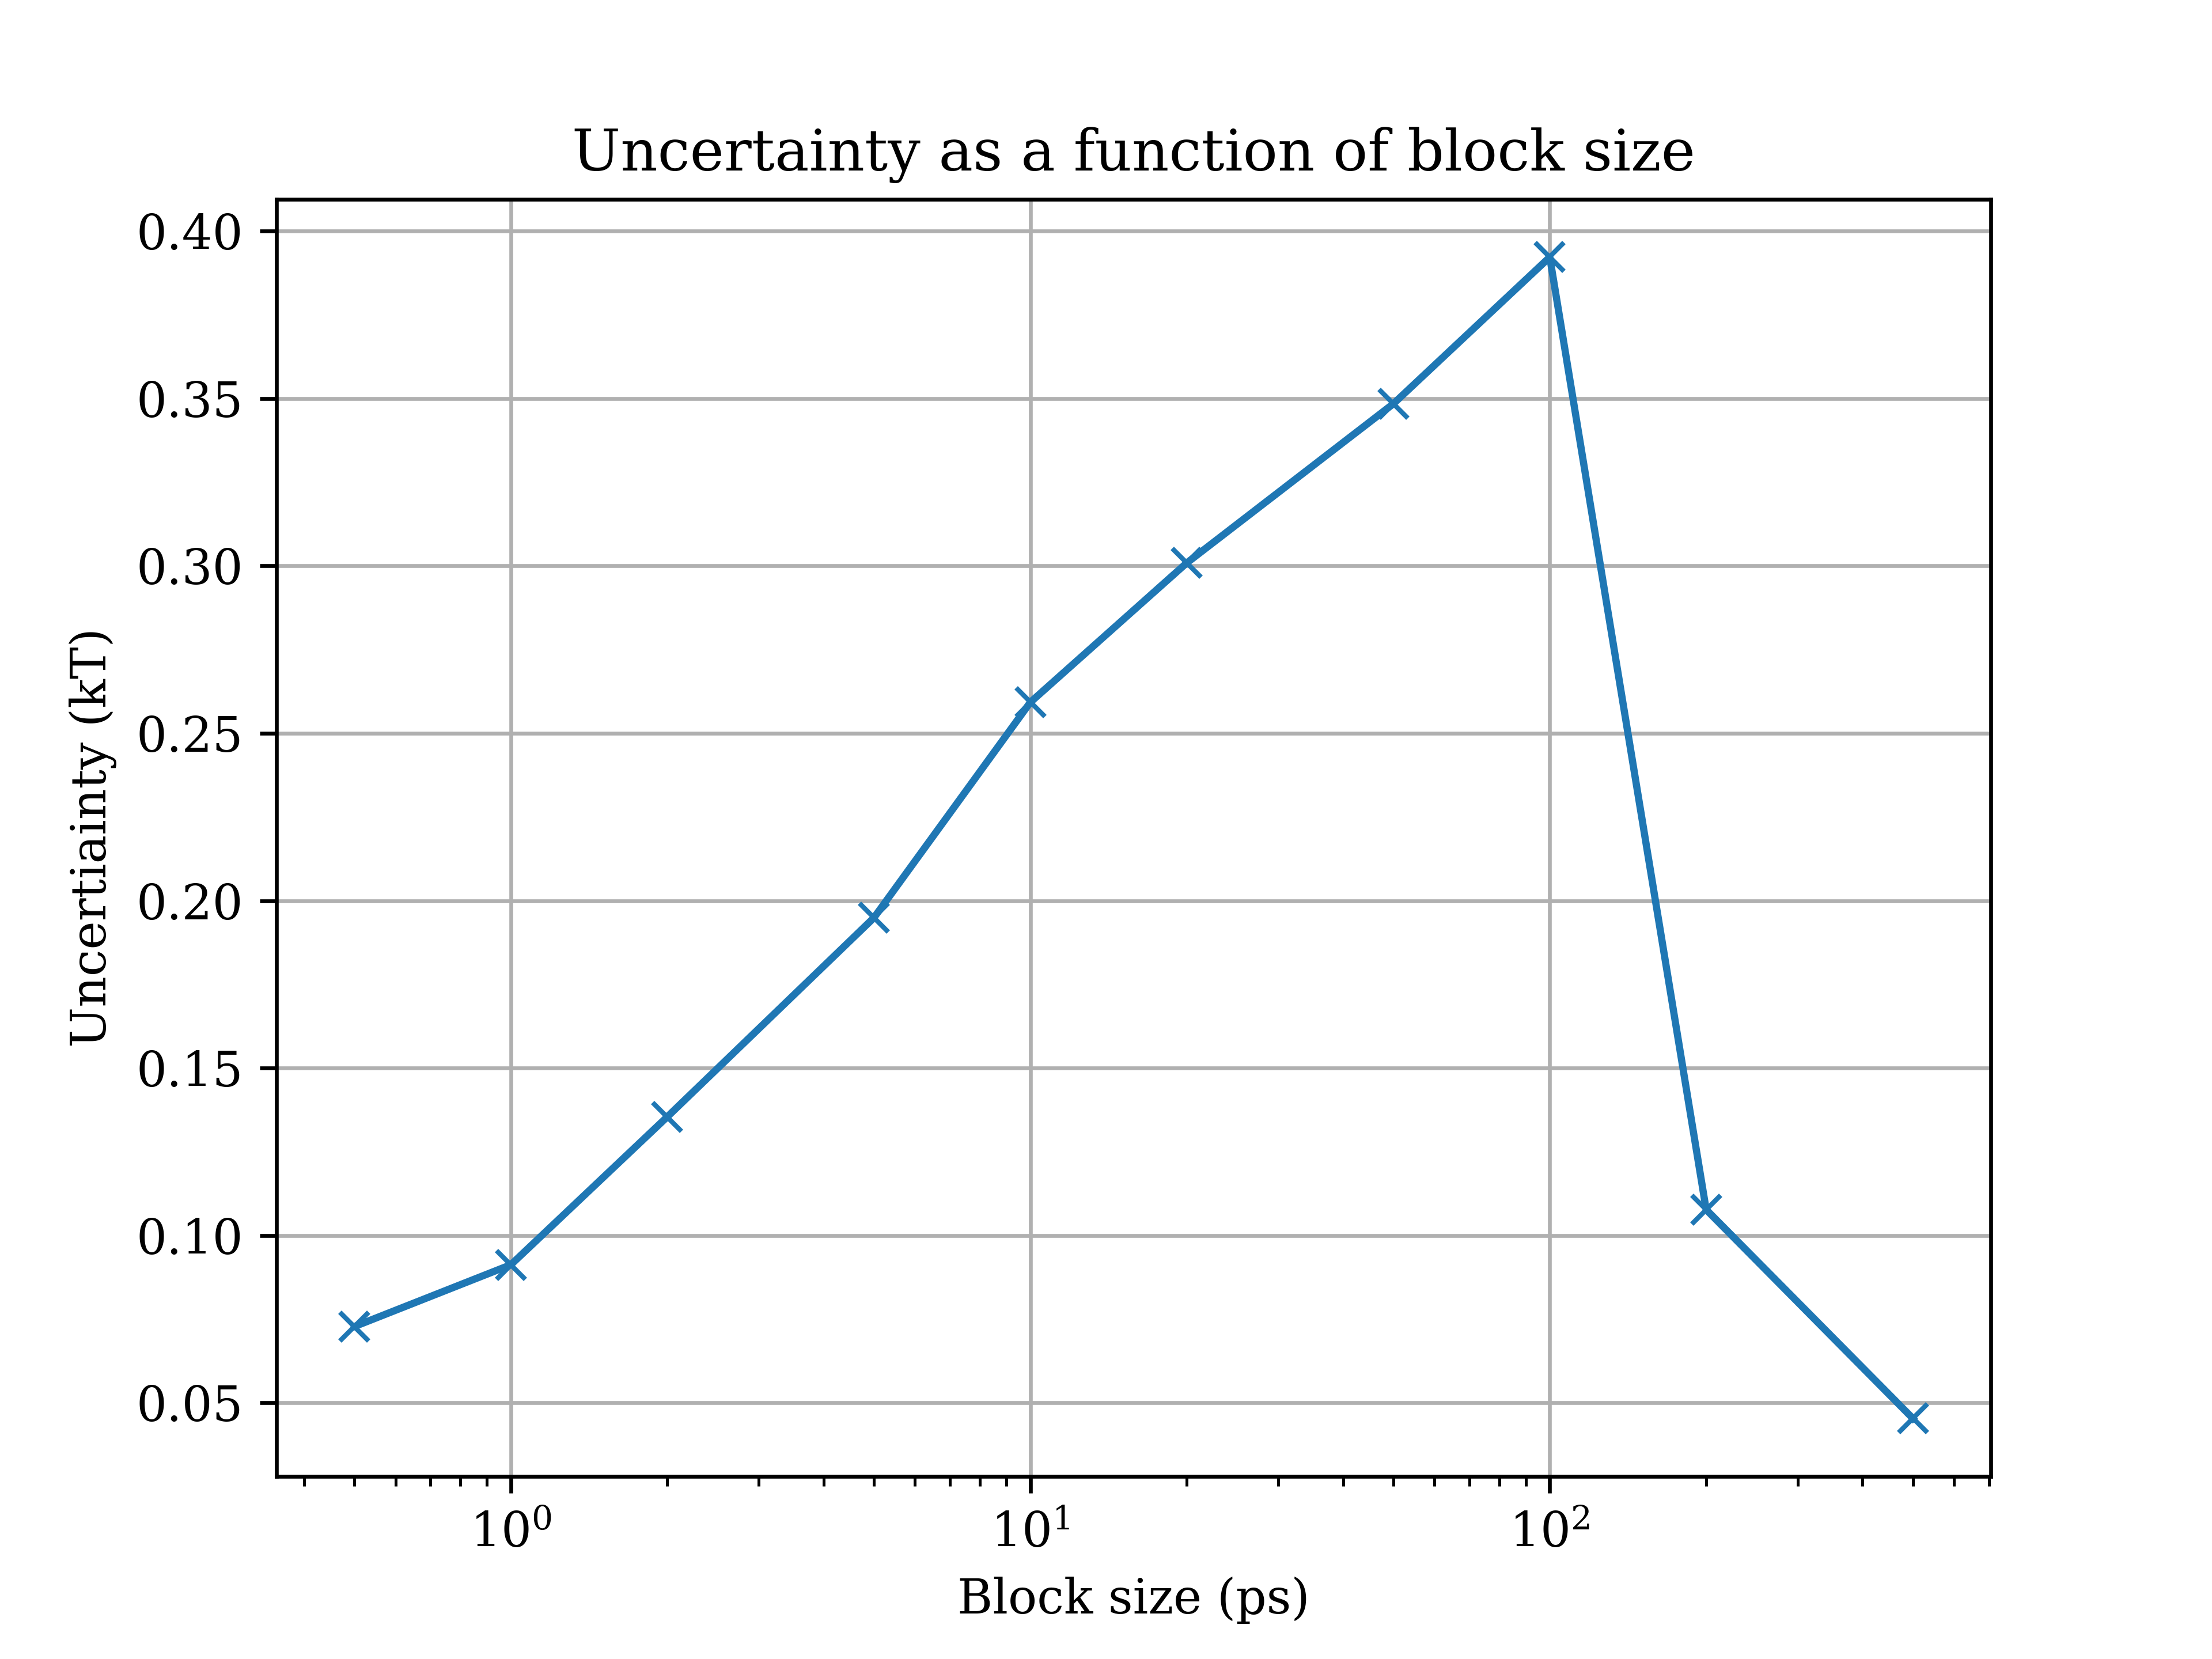 Uncertainty as a function of block size
0.40
0.35
0.30
0.25
0.20
0.15
0.10
0.05
Uncertiainty (kT)
10⁰ 10¹ 10²
Block size (ps)